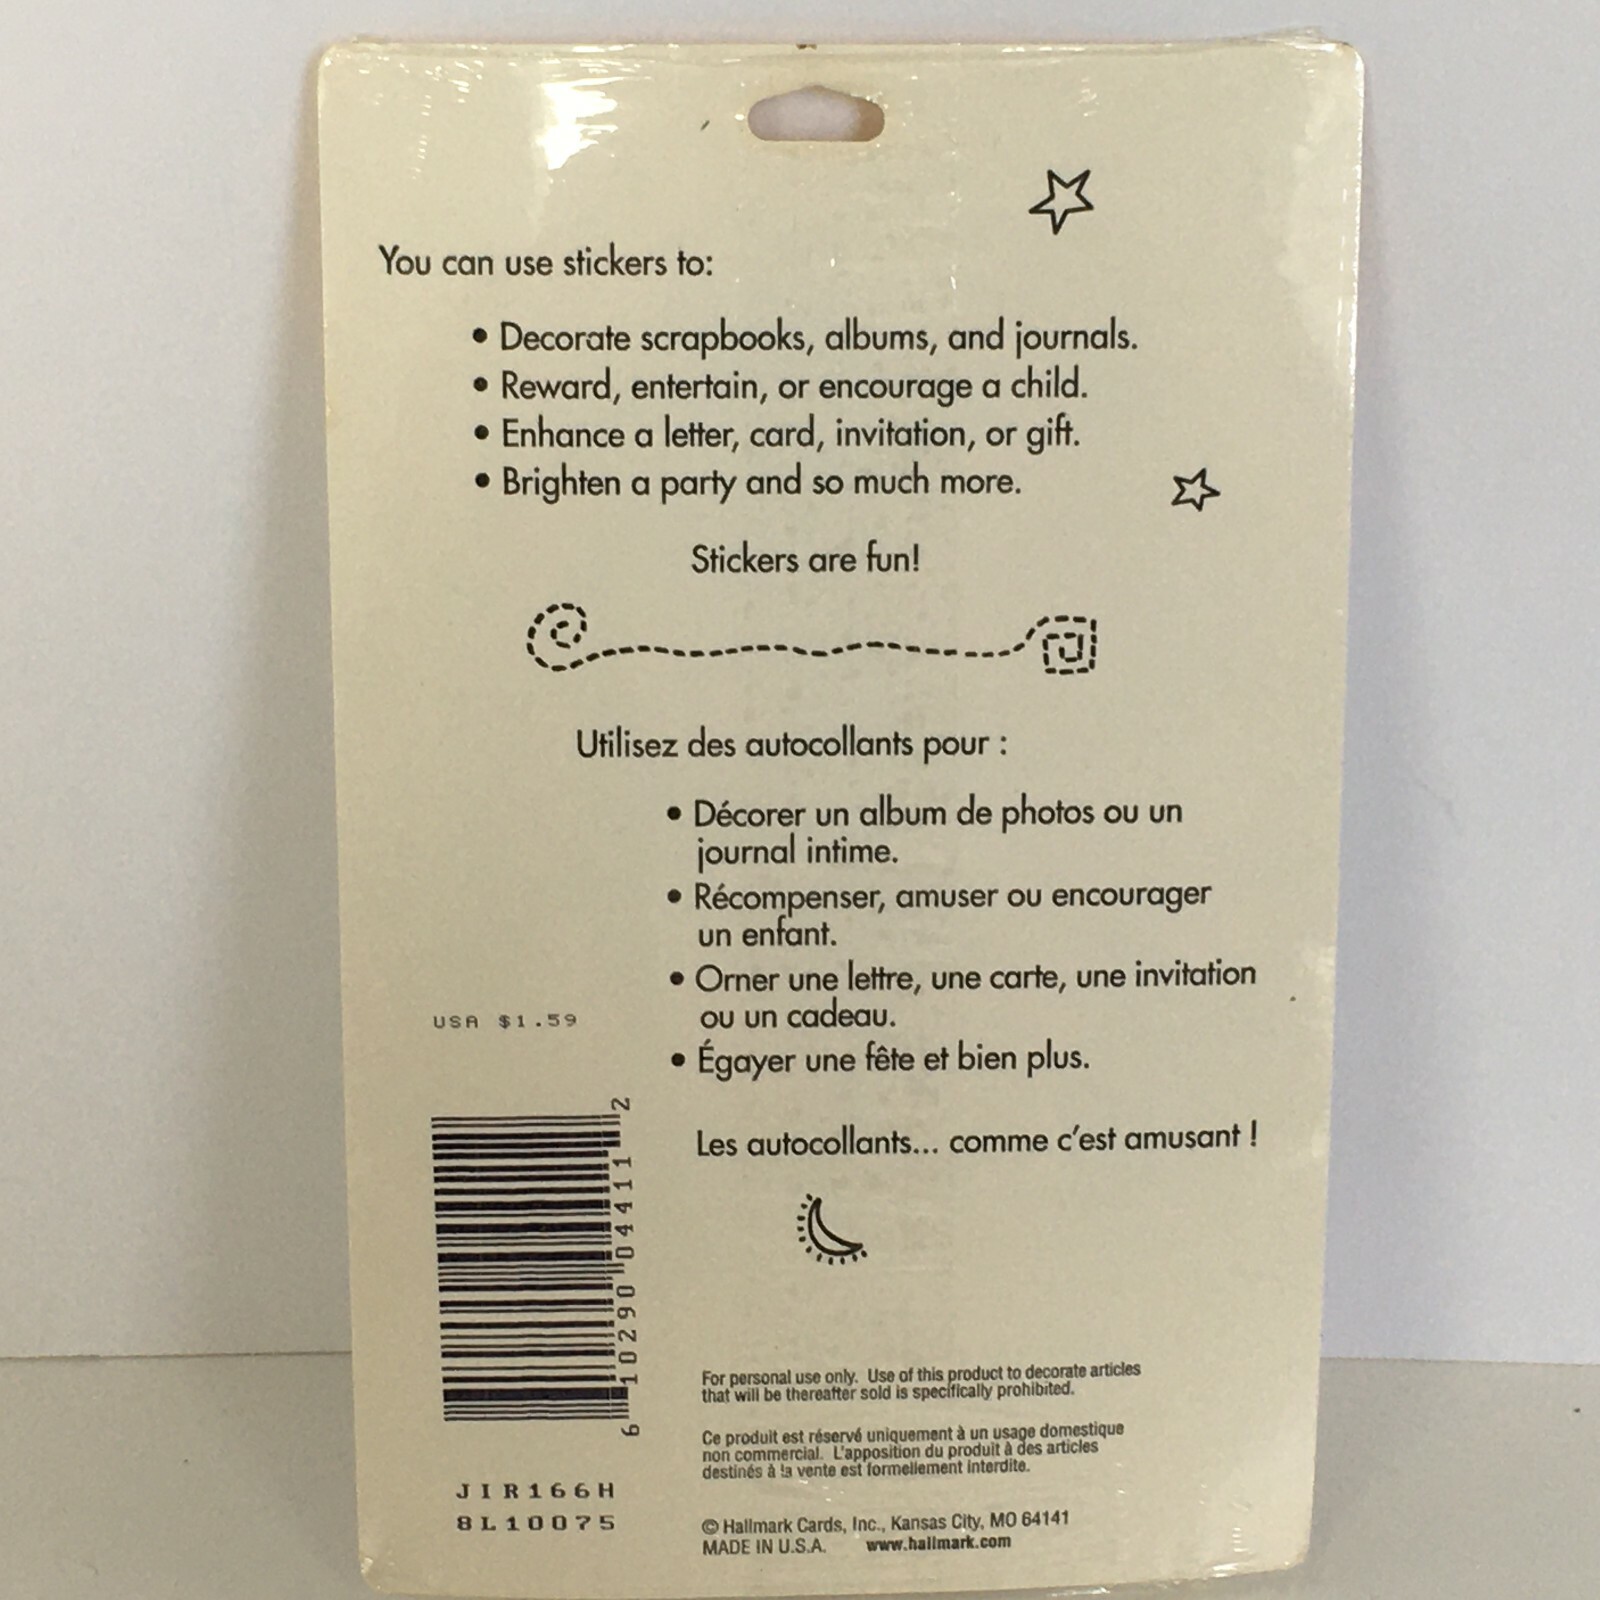 You can use stickers to:
• Decorate scrapbooks, albums, and journals.
• Reward, entertain, or encourage a child.
• Enhance a letter, card, invitation, or gift.
• Brighten a party and so much more.
Stickers are fun!
Utilisez des autocollants pour :
• Décorer un album de photos ou un
journal intime.
• Récompenser, amuser ou encourager
un enfant.
• Orner une lettre, une carte, une invitation
ou un cadeau.
• Égayer une fête et bien plus.
Les autocollants... comme c'est amusant !
USA $1.59
6 10290 04411 2
JIR166H
8L10075
For personal use only. Use of this product to decorate articles
that will be thereafter sold is specifically prohibited.
Ce produit est réservé uniquement à un usage domestique
non commercial. L'apposition du produit à des articles
destinés à la vente est formellement interdite.
© Hallmark Cards, Inc., Kansas City, MO 64141
MADE IN U.S.A. www.hallmark.com